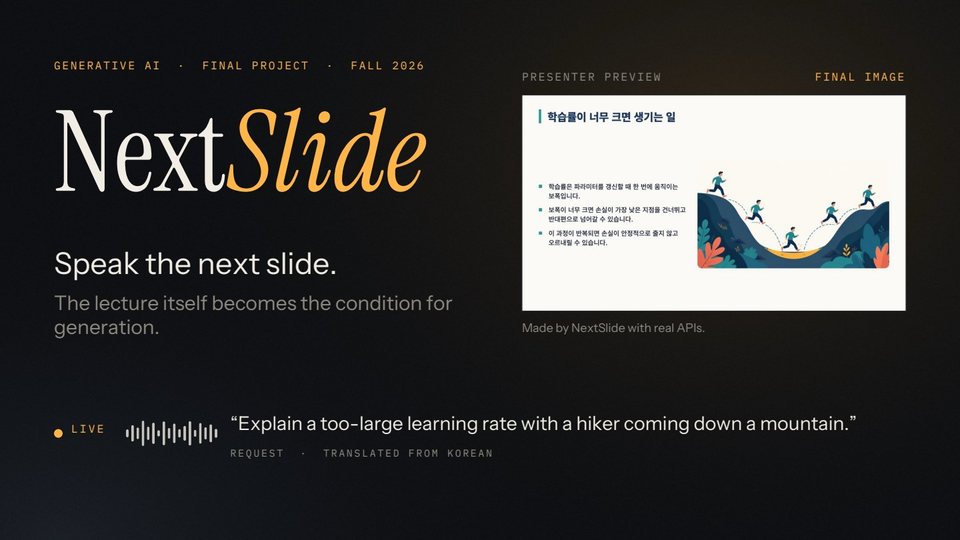 GENERATIVE AI · FINAL PROJECT · FALL 2026
NextSlide
Speak the next slide.
The lecture itself becomes the condition for
generation.
PRESENTER PREVIEW
FINAL IMAGE
학습률이 너무 크면 생기는 일
학습률은 파라미터를 갱신할 때 한 번에 움직이는
보폭입니다.
보폭이 너무 크면 손실이 가장 낮은 지점을 건너뛰고
반대편으로 넘어갈 수 있습니다.
이 과정이 반복되면 손실이 안정적으로 줄지 않고
오르내릴 수 있습니다.
Made by NextSlide with real APIs.
LIVE
“Explain a too-large learning rate with a hiker coming down a mountain.”
REQUEST · TRANSLATED FROM KOREAN